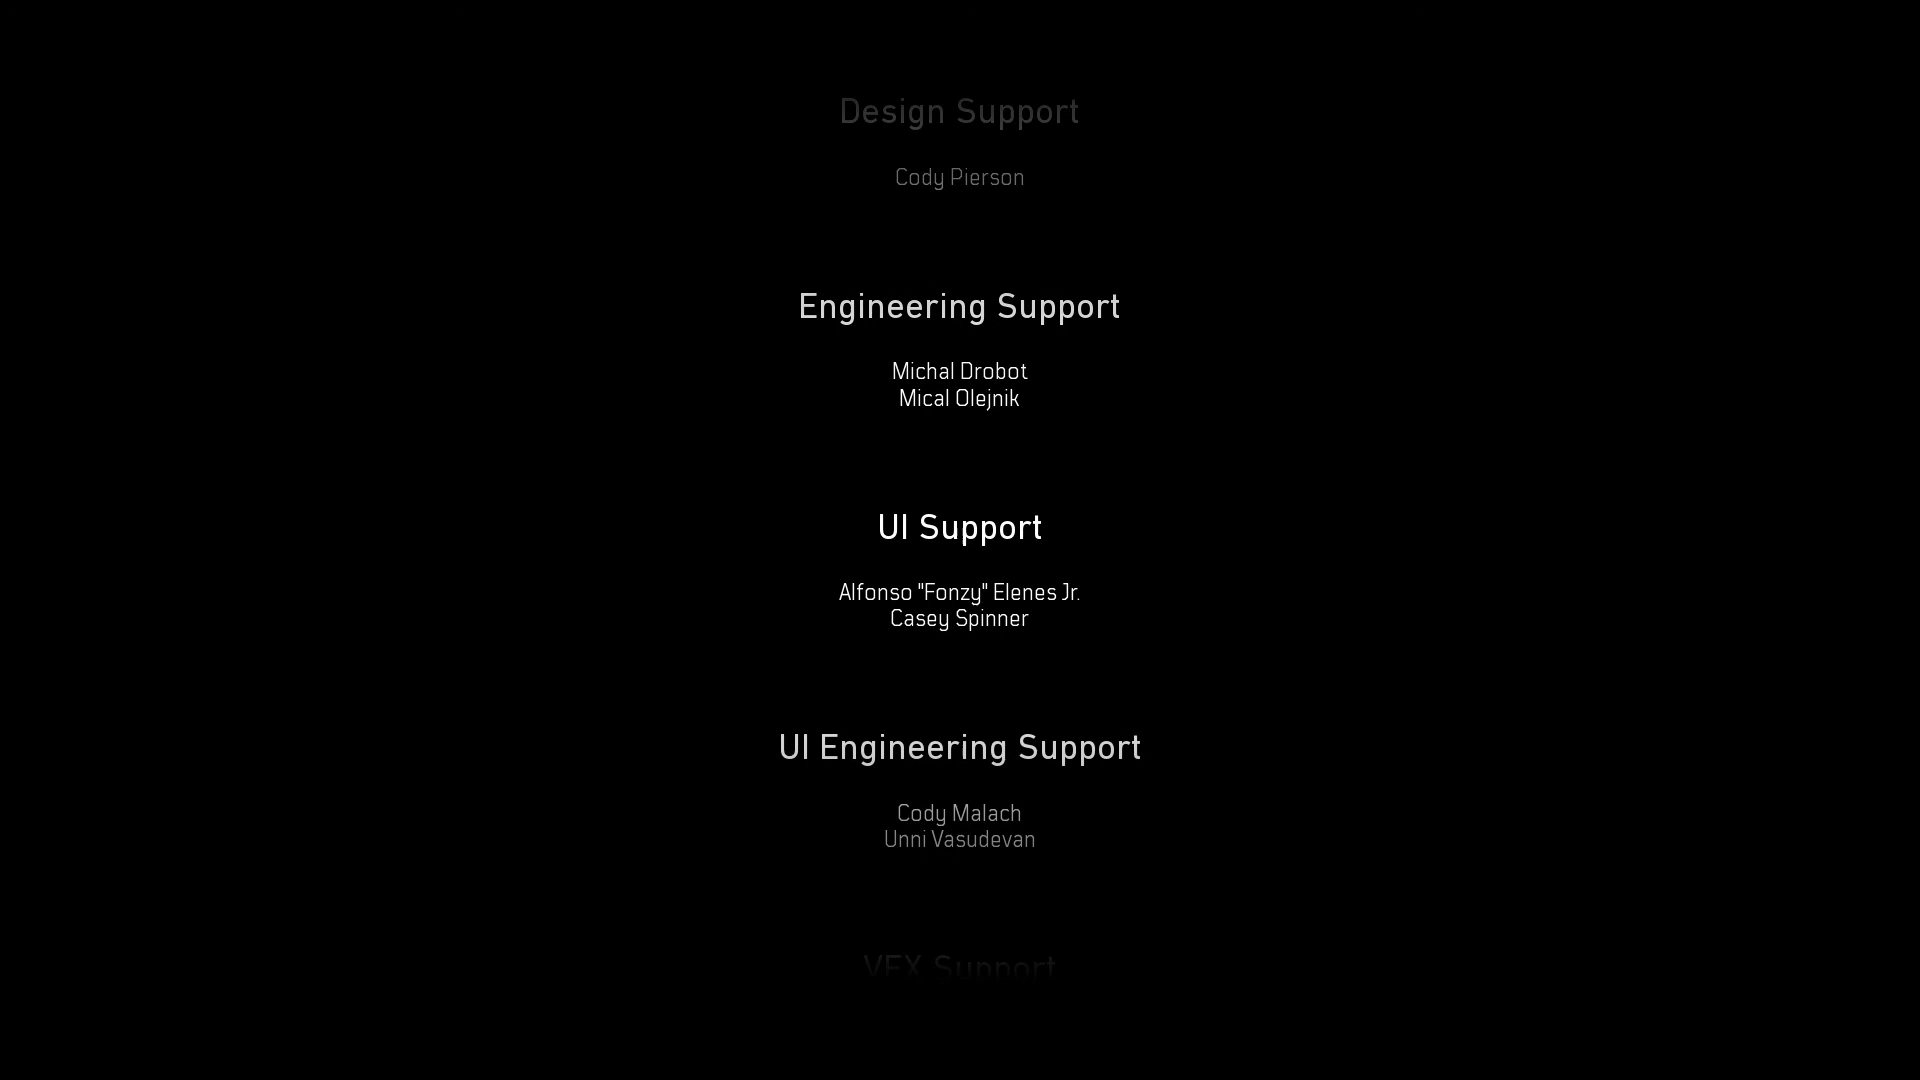 Design Support
Cody Pierson
Engineering Support
Michal Drobot
Mical Olejnik
UI Support
Alfonso "Fonzy" Elenes Jr.
Casey Spinner
UI Engineering Support
Cody Malach
Unni Vasudevan
VFX Support